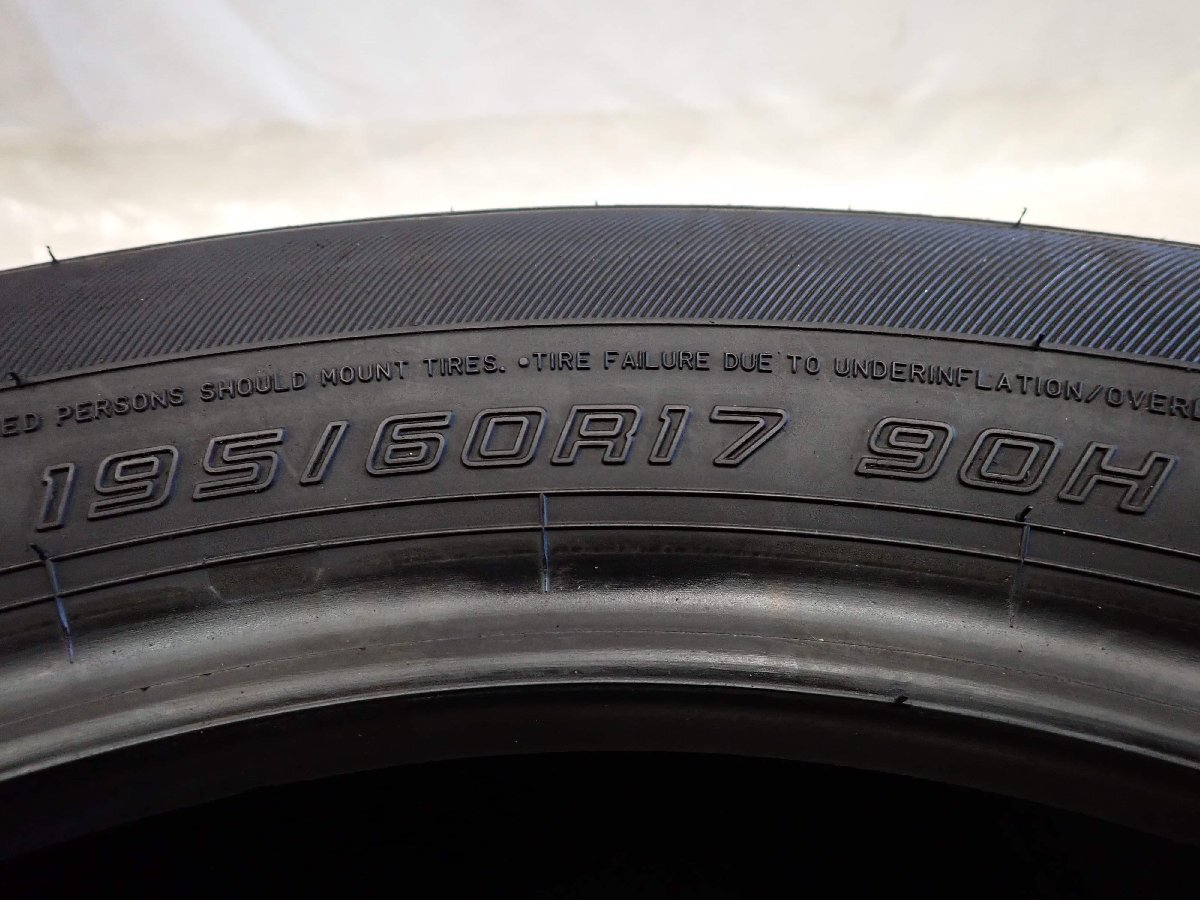 PERSONS SHOULD MOUNT TIRES. •TIRE FAILURE DUE TO UNDERINFLATION/
195/60R17 90H